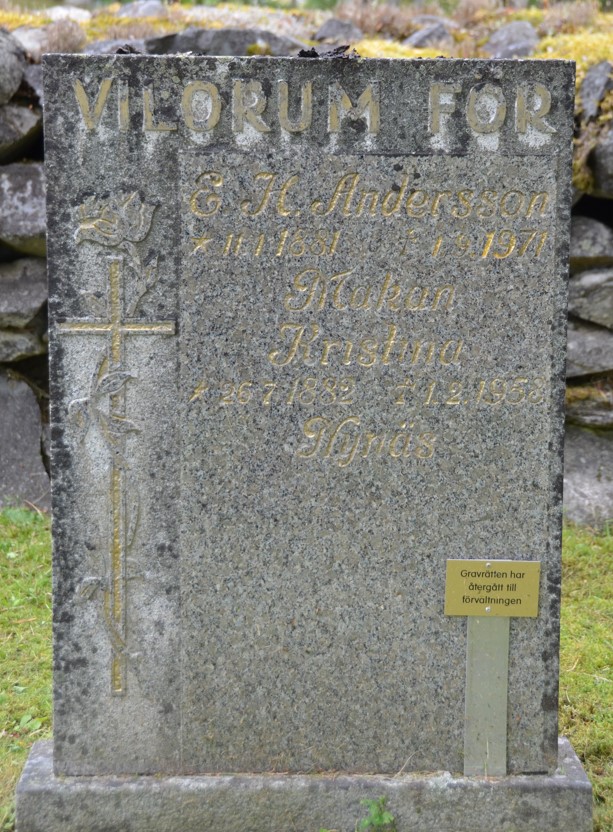 VILORUM FÖR
E H. Andersson
* 11.1 1881 † 1.8.1971
Makan
Kristina
* 26.7.1882 † 1.2.1958
Nynäs
Gravrätten har
återgått till
förvaltningen